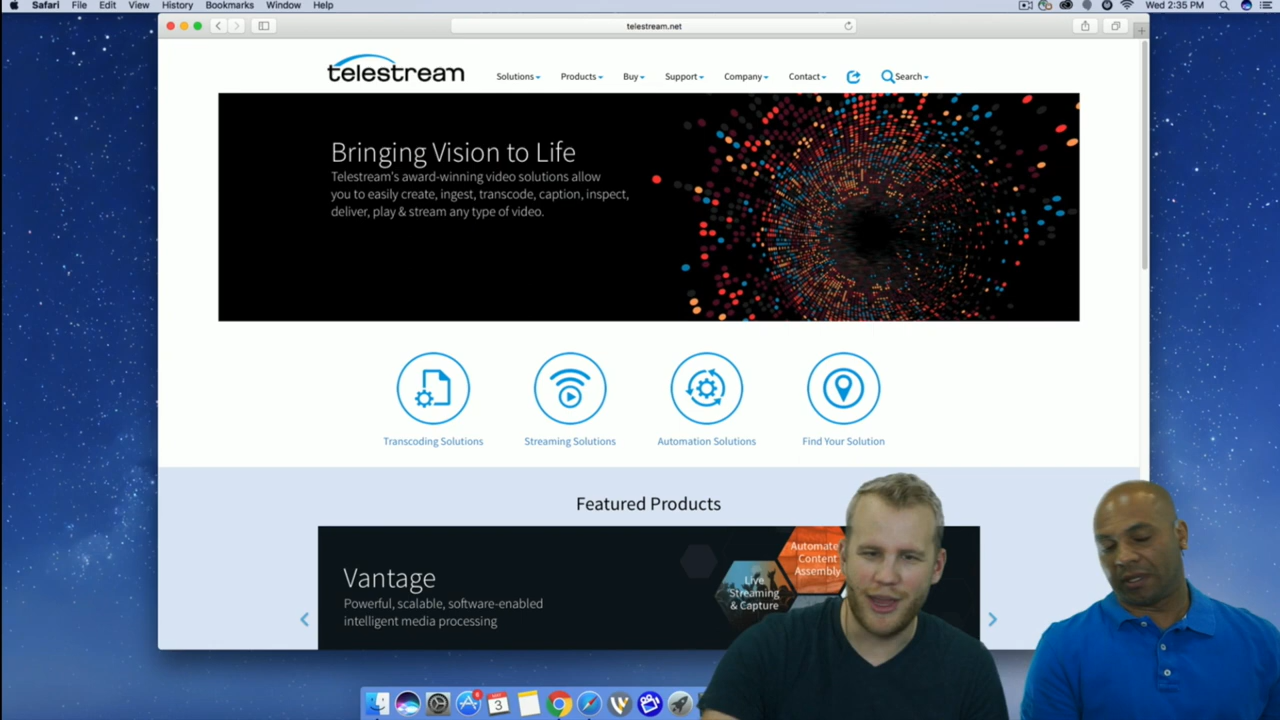 Safari File Edit View History Bookmarks Window Help Wed 2:35 PM
telestream.net
telestream Solutions Products Buy Support Company Contact Search
Bringing Vision to Life
Telestream's award-winning video solutions allow
you to easily create, ingest, transcode, caption, inspect,
deliver, play & stream any type of video.
Transcoding Solutions Streaming Solutions Automation Solutions Find Your Solution
Featured Products
Vantage
Powerful, scalable, software-enabled
intelligent media processing
Automate
Content
Assembly
Live
Streaming
& Capture
3